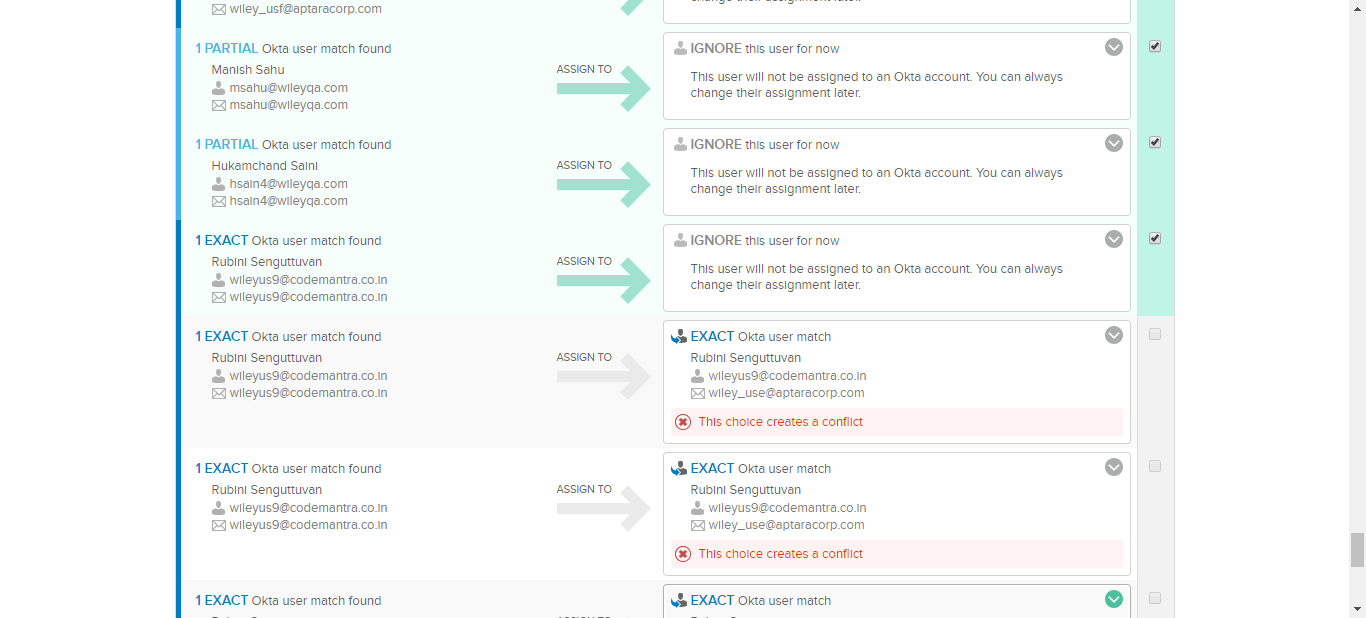 change their assignment later.
wiley_usf@aptaracorp.com
1 PARTIAL Okta user match found
Manish Sahu
msahu@wileyqa.com
msahu@wileyqa.com
ASSIGN TO
IGNORE this user for now
This user will not be assigned to an Okta account. You can always
change their assignment later.
1 PARTIAL Okta user match found
Hukamchand Saini
hsain4@wileyqa.com
hsain4@wileyqa.com
ASSIGN TO
IGNORE this user for now
This user will not be assigned to an Okta account. You can always
change their assignment later.
1 EXACT Okta user match found
Rubini Senguttuvan
wileyus9@codemantra.co.in
wileyus9@codemantra.co.in
ASSIGN TO
IGNORE this user for now
This user will not be assigned to an Okta account. You can always
change their assignment later.
1 EXACT Okta user match found
Rubini Senguttuvan
wileyus9@codemantra.co.in
wileyus9@codemantra.co.in
ASSIGN TO
EXACT Okta user match
Rubini Senguttuvan
wileyus9@codemantra.co.in
wiley_use@aptaracorp.com
This choice creates a conflict
1 EXACT Okta user match found
Rubini Senguttuvan
wileyus9@codemantra.co.in
wileyus9@codemantra.co.in
ASSIGN TO
EXACT Okta user match
Rubini Senguttuvan
wileyus9@codemantra.co.in
wiley_use@aptaracorp.com
This choice creates a conflict
1 EXACT Okta user match found
EXACT Okta user match